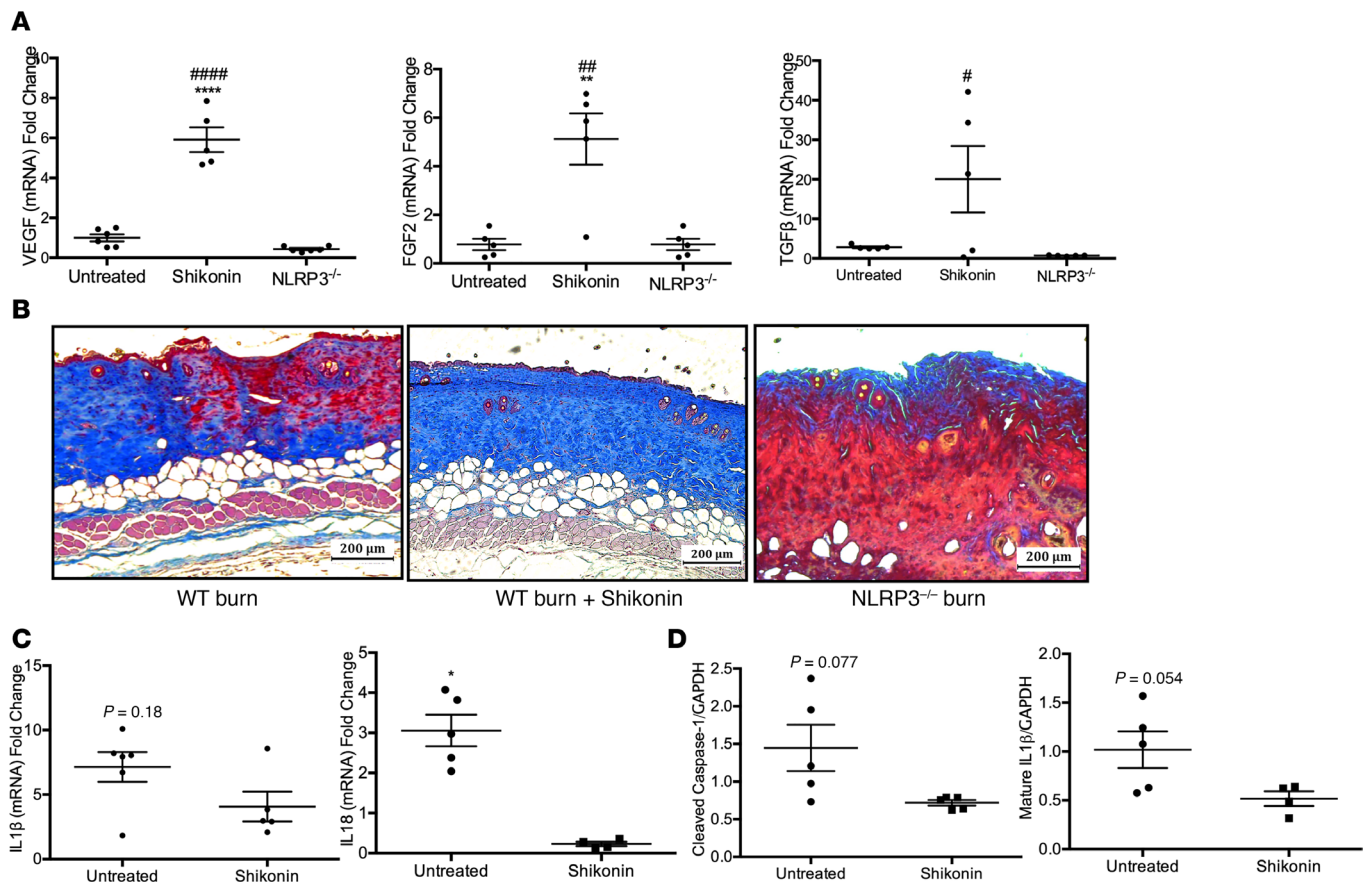 A
VEGF (mRNA) Fold Change
10
8
6
4
2
0
####
****
Untreated
Shikonin
NLRP3-/-
FGF2 (mRNA) Fold Change
8
6
4
2
0
##
**
Untreated
Shikonin
NLRP3-/-
TGFβ (mRNA) Fold Change
50
40
30
20
10
0
#
Untreated
Shikonin
NLRP3-/-
B
200 μm
200 μm
200 μm
WT burn
WT burn + Shikonin
NLRP3–/– burn
C
IL1β (mRNA) Fold Change
15
10
5
0
P = 0.18
Untreated
Shikonin
IL18 (mRNA) Fold Change
5
4
3
2
1
0
*
Untreated
Shikonin
D
Cleaved Caspase-1/GAPDH
2.5
2.0
1.5
1.0
0.5
0.0
P = 0.077
Untreated
Shikonin
Mature IL1β/GAPDH
2.0
1.5
1.0
0.5
0.0
P = 0.054
Untreated
Shikonin